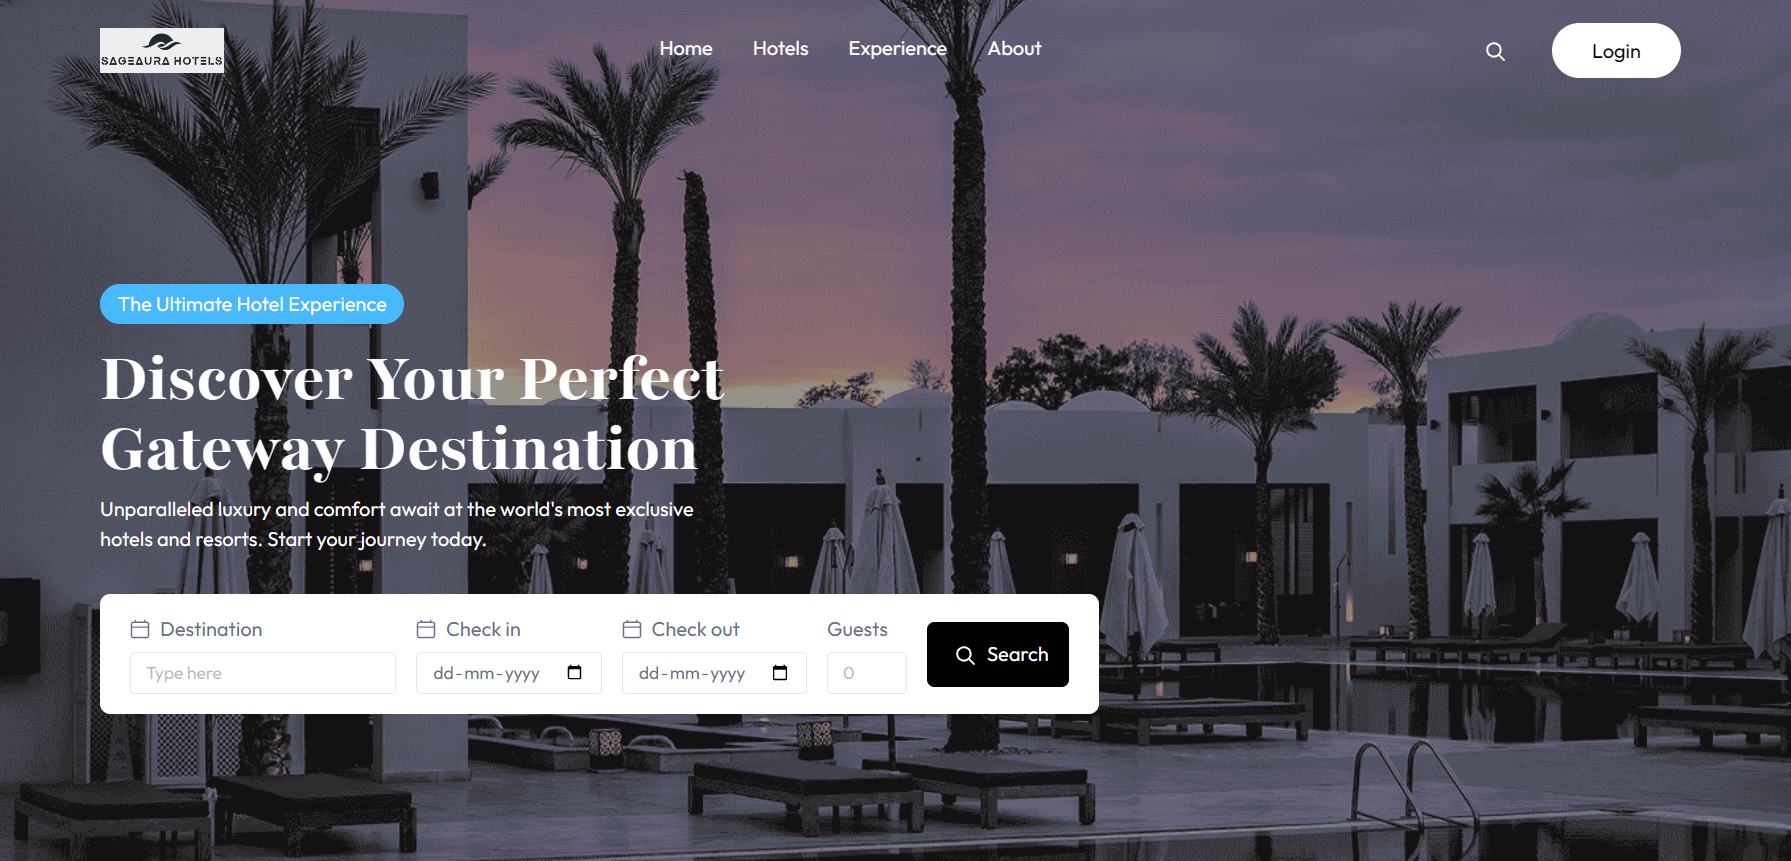 SAGEAURA HOTELS
Home
Hotels
Experience
About
Login
The Ultimate Hotel Experience
Discover Your Perfect
Gateway Destination
Unparalleled luxury and comfort await at the world's most exclusive
hotels and resorts. Start your journey today.
Destination
Check in
Check out
Guests
Type here
dd-mm-yyyy
dd-mm-yyyy
0
Search